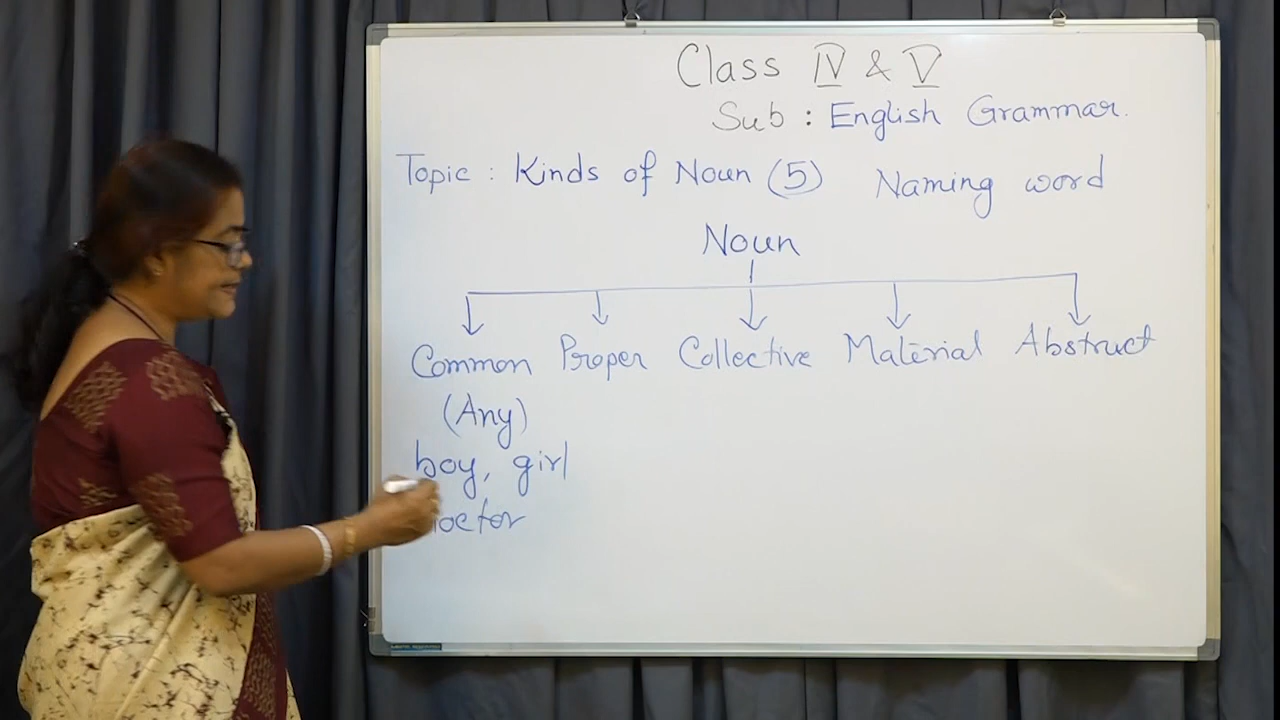 Class IV & V
Sub : English Grammar.
Topic : Kinds of Noun (5) Naming word
Noun
Common Proper Collective Material Abstruct
(Any)
boy, girl
doctor